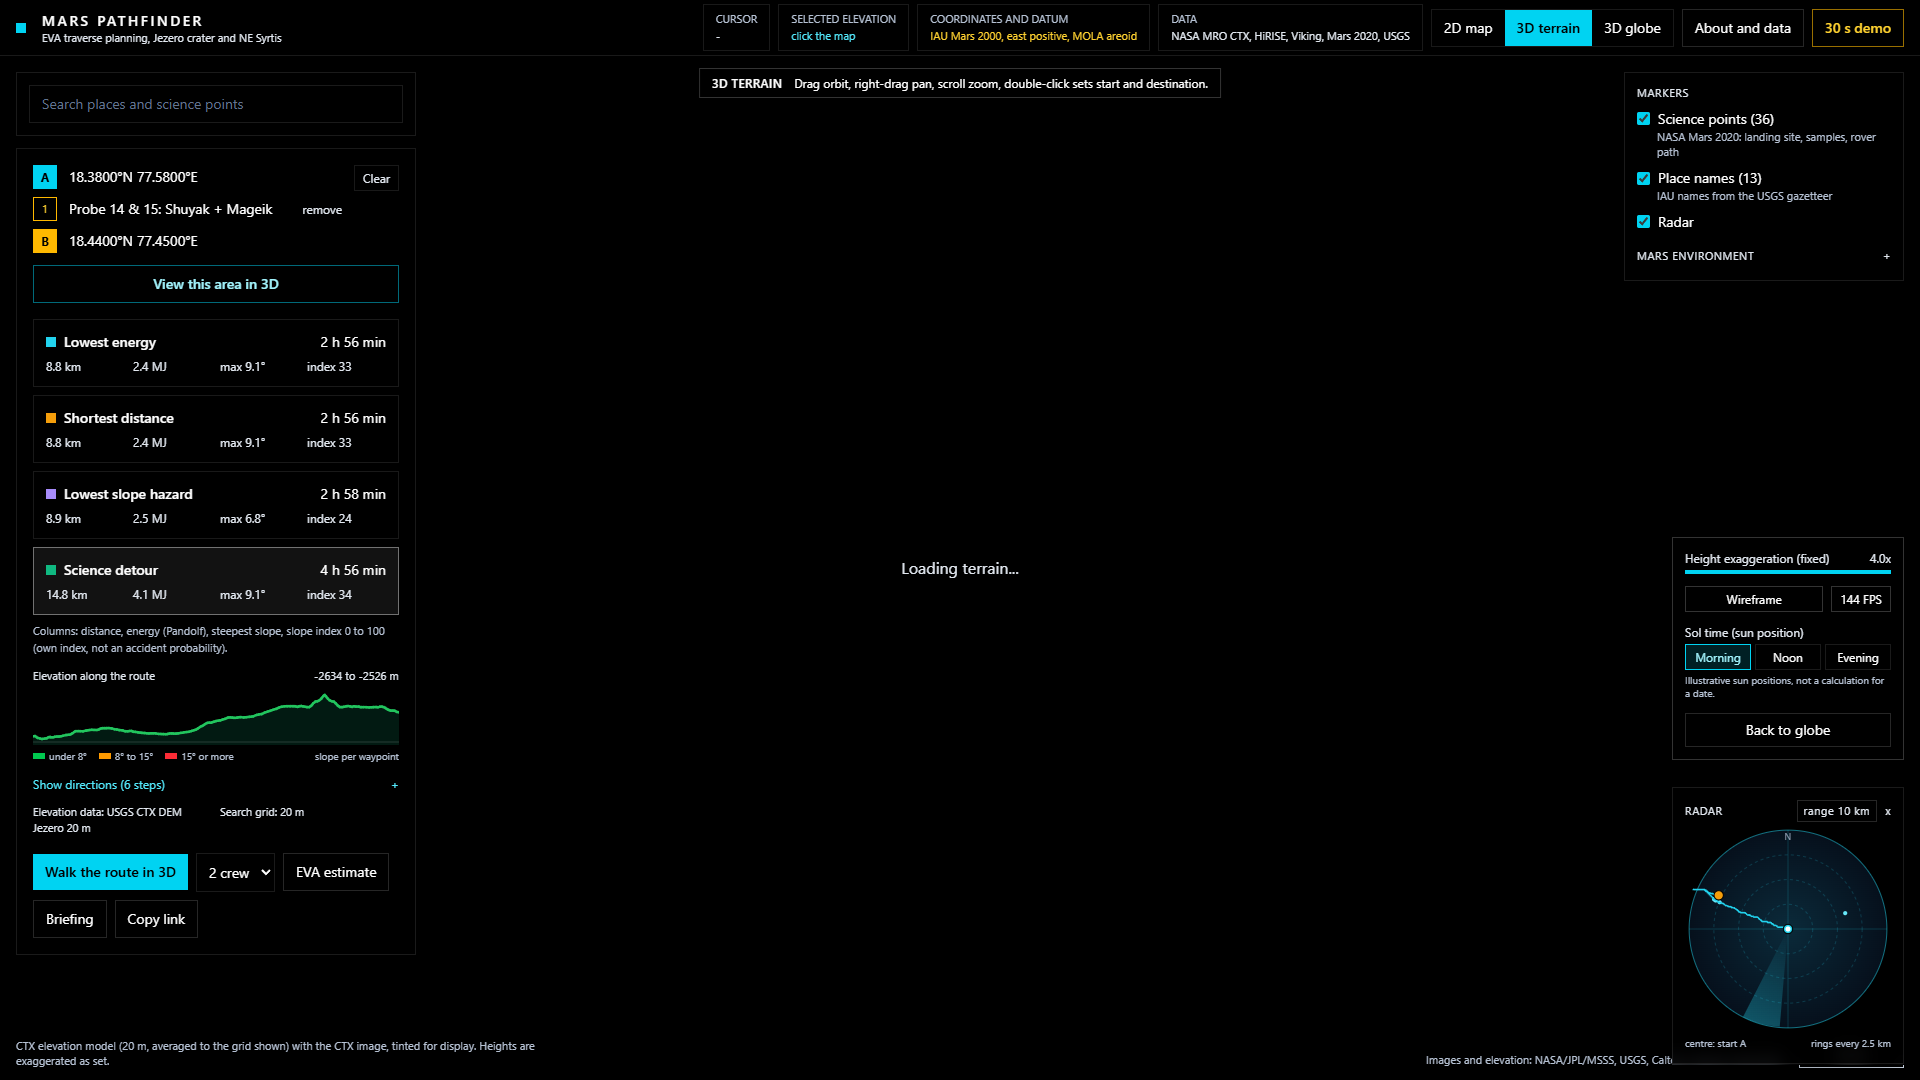 MARS PATHFINDER
EVA traverse planning, Jezero crater and NE Syrtis
CURSOR
-
SELECTED ELEVATION
click the map
COORDINATES AND DATUM
IAU Mars 2000, east positive, MOLA areoid
DATA
NASA MRO CTX, HiRISE, Viking, Mars 2020, USGS
2D map
3D terrain
3D globe
About and data
30 s demo
Search places and science points
3D TERRAIN Drag orbit, right-drag pan, scroll zoom, double-click sets start and destination.
A 18.3800°N 77.5800°E
Clear
1 Probe 14 & 15: Shuyak + Mageik remove
B 18.4400°N 77.4500°E
View this area in 3D
Lowest energy 2 h 56 min
8.8 km 2.4 MJ max 9.1° index 33
Shortest distance 2 h 56 min
8.8 km 2.4 MJ max 9.1° index 33
Lowest slope hazard 2 h 58 min
8.9 km 2.5 MJ max 6.8° index 24
Science detour 4 h 56 min
14.8 km 4.1 MJ max 9.1° index 34
Columns: distance, energy (Pandolf), steepest slope, slope index 0 to 100
(own index, not an accident probability).
Elevation along the route -2634 to -2526 m
under 8° 8° to 15° 15° or more slope per waypoint
Show directions (6 steps) +
Elevation data: USGS CTX DEM
Jezero 20 m
Search grid: 20 m
Walk the route in 3D
2 crew
EVA estimate
Briefing
Copy link
CTX elevation model (20 m, averaged to the grid shown) with the CTX image, tinted for display. Heights are
exaggerated as set.
Loading terrain...
MARKERS
Science points (36)
NASA Mars 2020: landing site, samples, rover
path
Place names (13)
IAU names from the USGS gazetteer
Radar
MARS ENVIRONMENT +
Height exaggeration (fixed) 4.0x
Wireframe
144 FPS
Sol time (sun position)
Morning
Noon
Evening
Illustrative sun positions, not a calculation for
a date.
Back to globe
RADAR
range 10 km
x
N
centre: start A rings every 2.5 km
Images and elevation: NASA/JPL/MSSS, USGS,